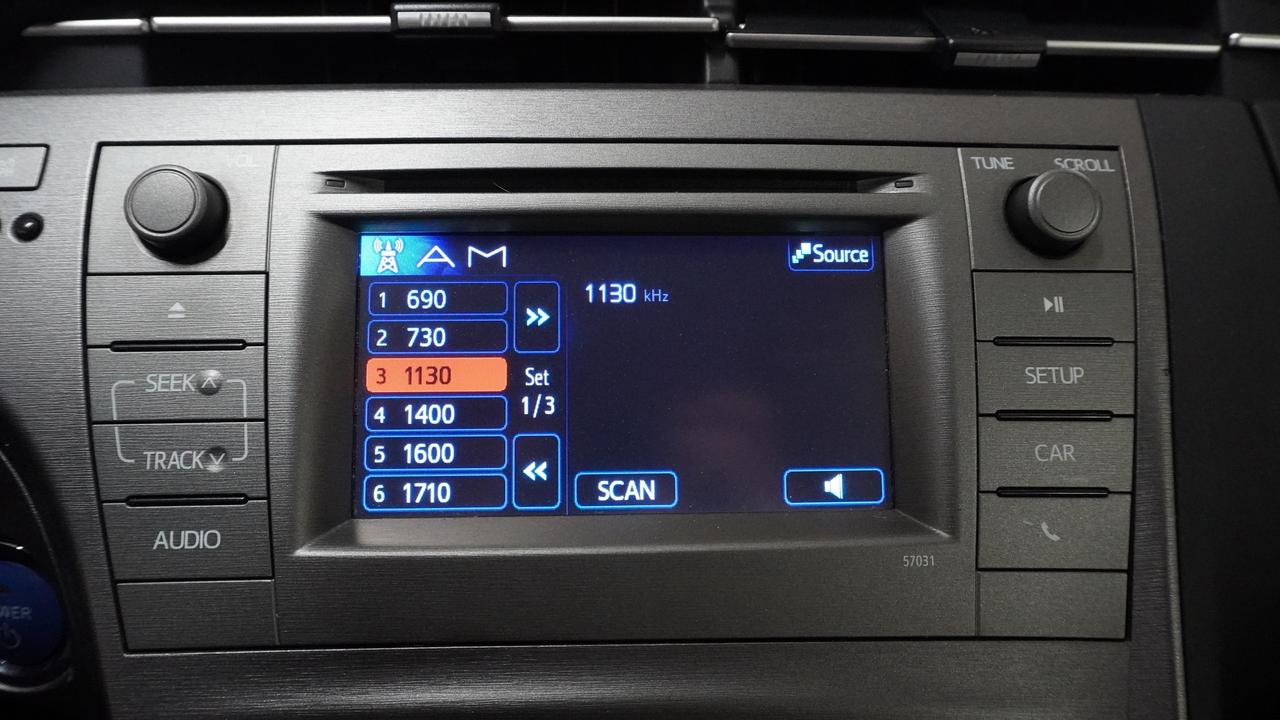 VOL
TUNE SCROLL
AM
Source
1 690
2 730
3 1130
4 1400
5 1600
6 1710
Set
1/3
1130 kHz
SCAN
SEEK
TRACK
AUDIO
SETUP
CAR
57031